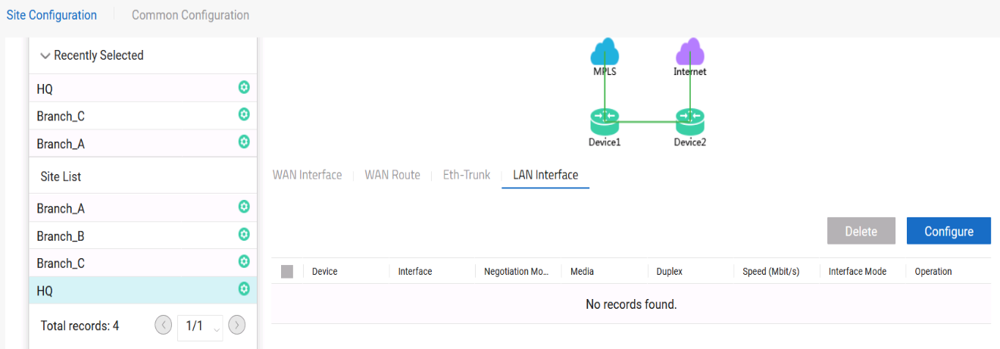 Site Configuration Common Configuration
Recently Selected
HQ
Branch_C
Branch_A
Site List
Branch_A
Branch_B
Branch_C
HQ
Total records: 4 1/1
MPLS Internet
Device1 Device2
WAN Interface WAN Route Eth-Trunk LAN Interface
Delete Configure
Device Interface Negotiation Mo... Media Duplex Speed (Mbit/s) Interface Mode Operation
No records found.